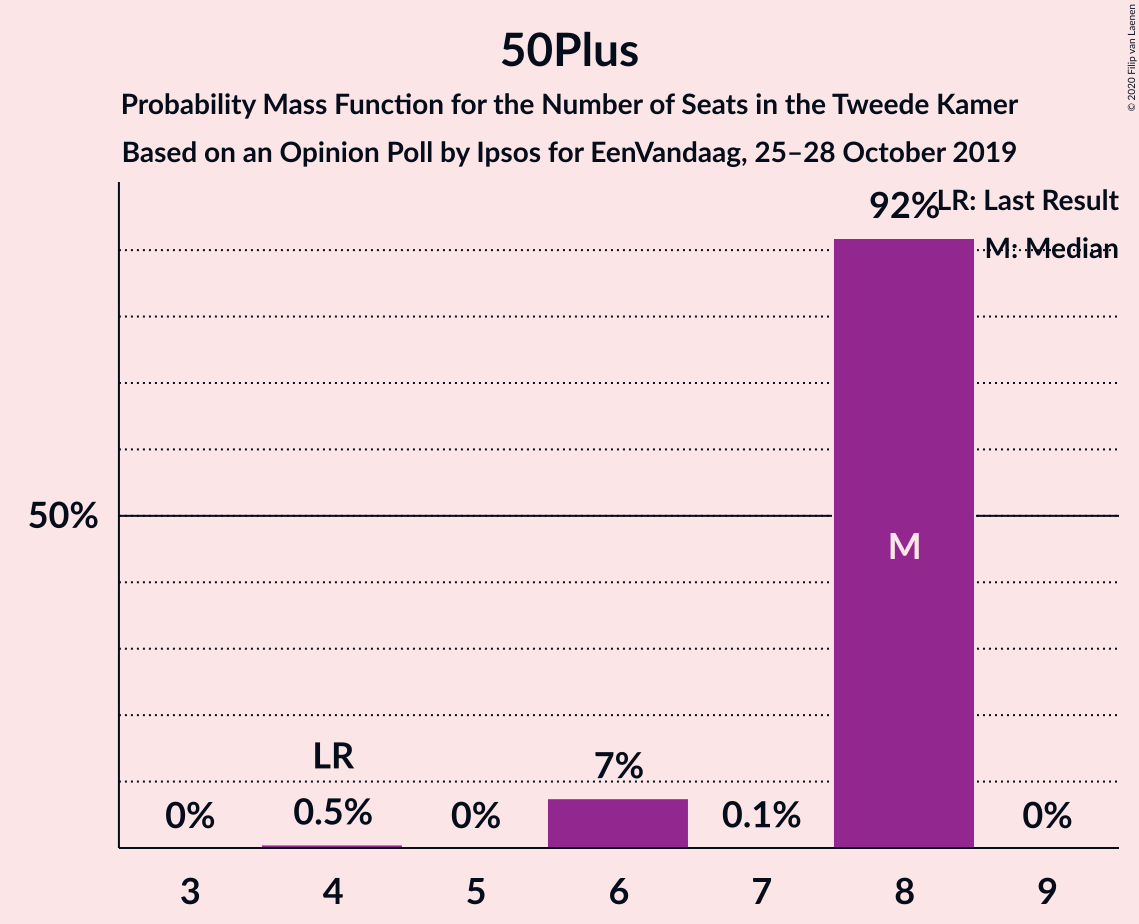 50Plus
Probability Mass Function for the Number of Seats in the Tweede Kamer
Based on an Opinion Poll by Ipsos for EenVandaag, 25–28 October 2019
© 2020 Filip van Laenen
LR: Last Result
M: Median
92%
50%
M
LR
0%
0.5%
0%
7%
0.1%
0%
3 4 5 6 7 8 9